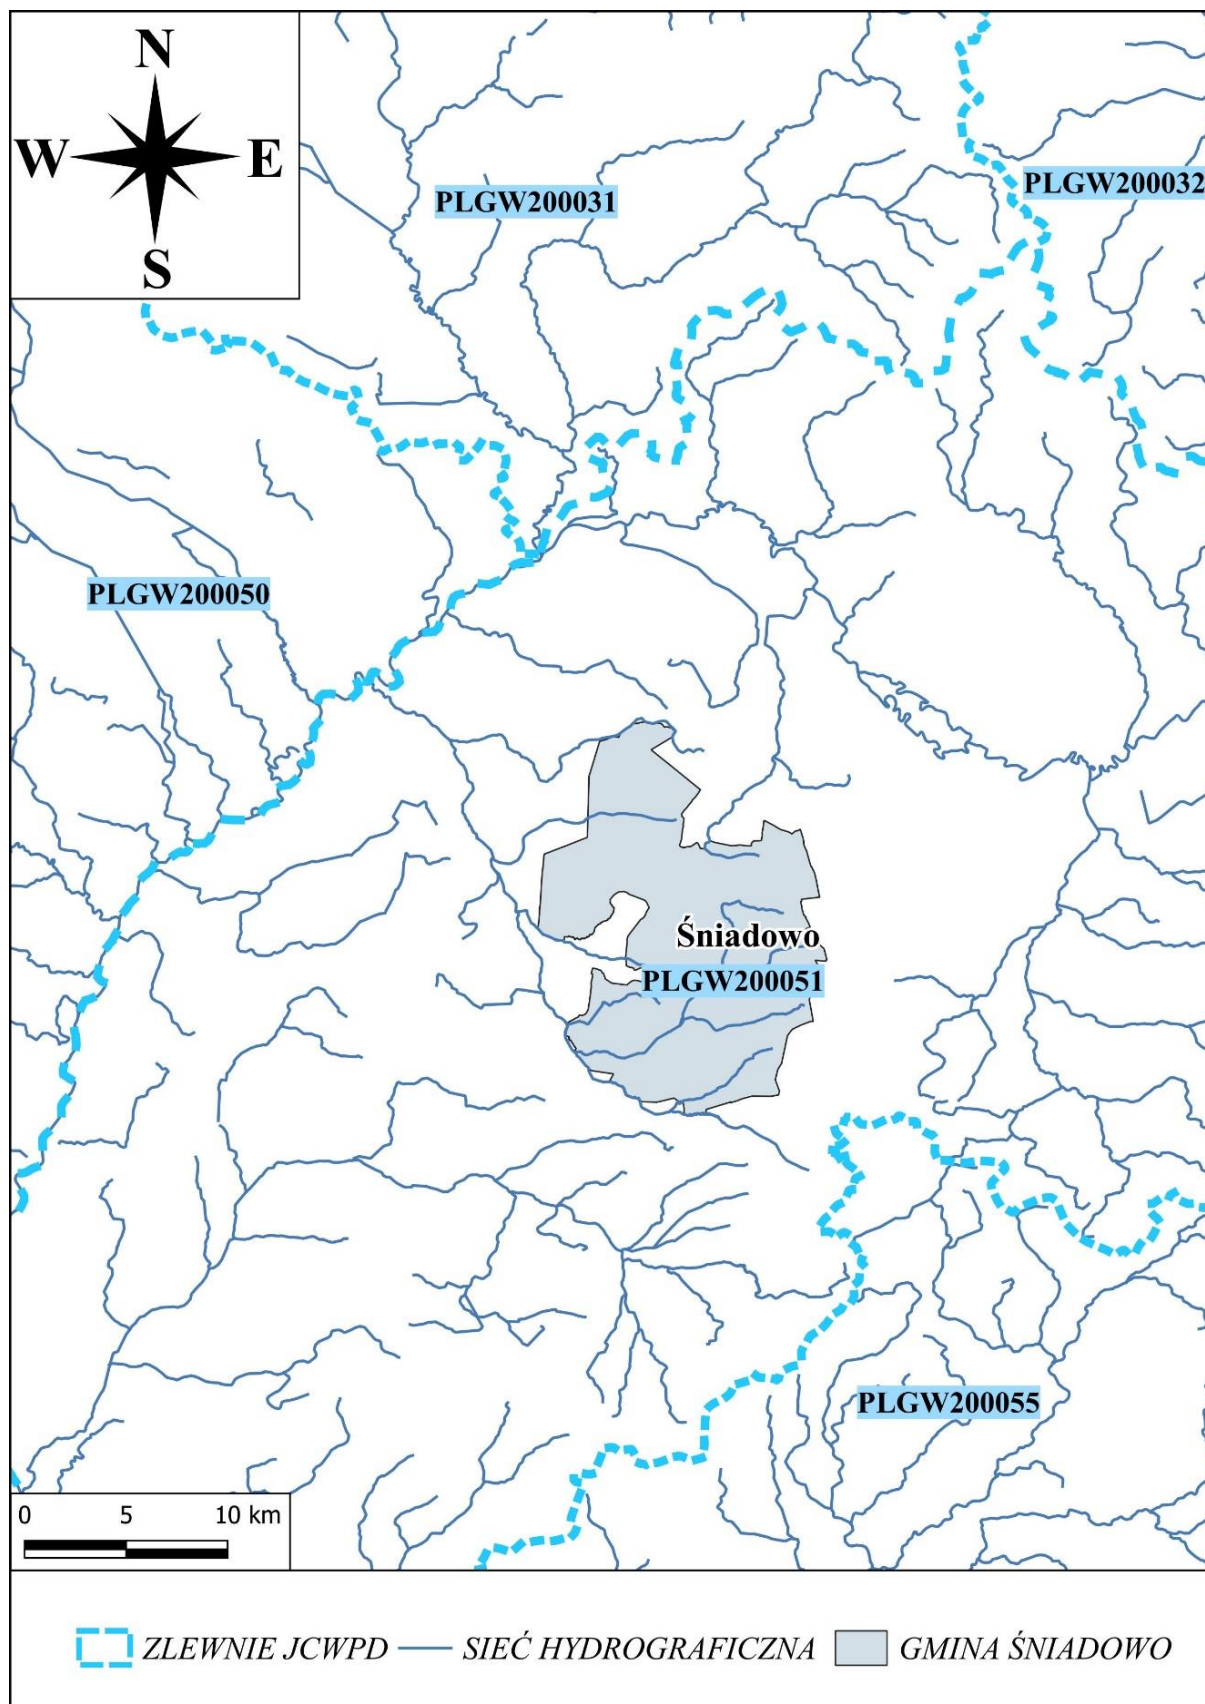 N
W E
S
PLGW200031
PLGW200032
PLGW200050
Śniadowo
PLGW200051
PLGW200055
0 5 10 km
ZLEWNIE JCWPD SIEĆ HYDROGRAFICZNA GMINA ŚNIADOWO